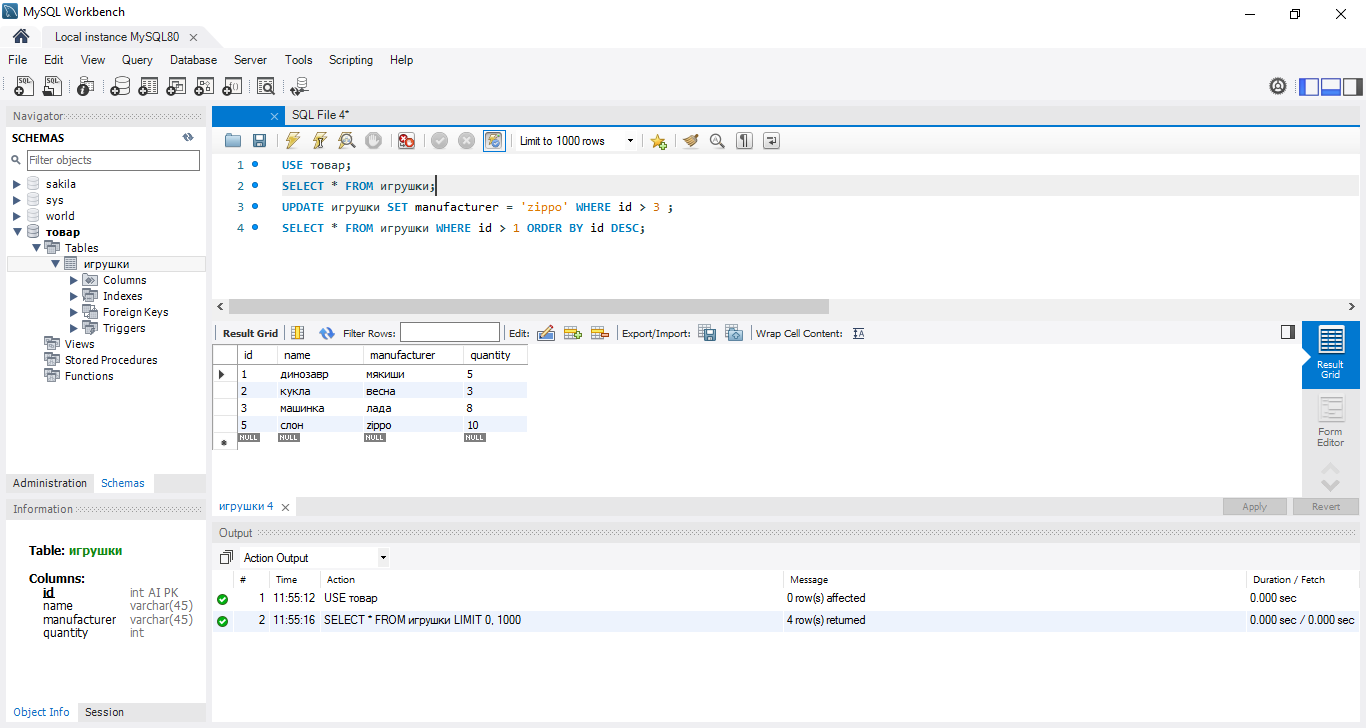 MySQL Workbench
Local instance MySQL80
File Edit View Query Database Server Tools Scripting Help
Navigator
SCHEMAS
Filter objects
sakila
sys
world
товар
Tables
игрушки
Columns
Indexes
Foreign Keys
Triggers
Views
Stored Procedures
Functions
Administration Schemas
Information
Table: игрушки
Columns:
id int AI PK
name varchar(45)
manufacturer varchar(45)
quantity int
Object Info Session
SQL File 4*
Limit to 1000 rows
1 USE товар;
2 SELECT * FROM игрушки;
3 UPDATE игрушки SET manufacturer = 'zippo' WHERE id > 3 ;
4 SELECT * FROM игрушки WHERE id > 1 ORDER BY id DESC;
Result Grid Filter Rows: Edit: Export/Import: Wrap Cell Content:
id name manufacturer quantity
1 динозавр мякиши 5
2 кукла весна 3
3 машинка лада 8
5 слон zippo 10
NULL NULL NULL NULL
Result
Grid
Form
Editor
игрушки 4
Apply Revert
Output
Action Output
# Time Action Message Duration / Fetch
1 11:55:12 USE товар 0 row(s) affected 0.000 sec
2 11:55:16 SELECT * FROM игрушки LIMIT 0, 1000 4 row(s) returned 0.000 sec / 0.000 sec